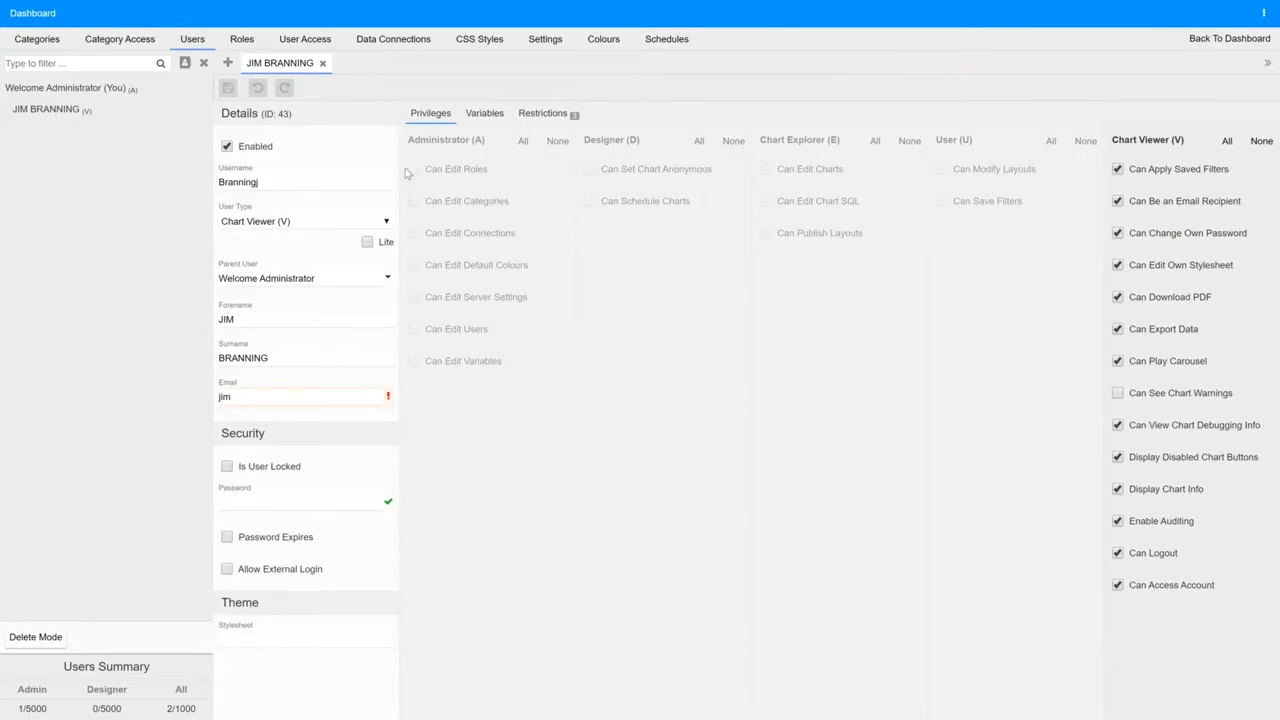 Dashboard
Categories Category Access Users Roles User Access Data Connections CSS Styles Settings Colours Schedules Back To Dashboard
Type to filter ...
JIM BRANNING
Welcome Administrator (You) (A)
JIM BRANNING (V)
Delete Mode
Users Summary
Admin Designer All
1/5000 0/5000 2/1000
Details (ID: 43)
Enabled
Username
Branningj
User Type
Chart Viewer (V)
Lite
Parent User
Welcome Administrator
Forename
JIM
Surname
BRANNING
Email
jim
!
Security
Is User Locked
Password
Password Expires
Allow External Login
Theme
Stylesheet
Privileges Variables Restrictions 3
Administrator (A) All None
Can Edit Roles
Can Edit Categories
Can Edit Connections
Can Edit Default Colours
Can Edit Server Settings
Can Edit Users
Can Edit Variables
Designer (D) All None
Can Set Chart Anonymous
Can Schedule Charts
Chart Explorer (E) All None
Can Edit Charts
Can Edit Chart SQL
Can Publish Layouts
User (U) All None
Can Modify Layouts
Can Save Filters
Chart Viewer (V) All None
Can Apply Saved Filters
Can Be an Email Recipient
Can Change Own Password
Can Edit Own Stylesheet
Can Download PDF
Can Export Data
Can Play Carousel
Can See Chart Warnings
Can View Chart Debugging Info
Display Disabled Chart Buttons
Display Chart Info
Enable Auditing
Can Logout
Can Access Account